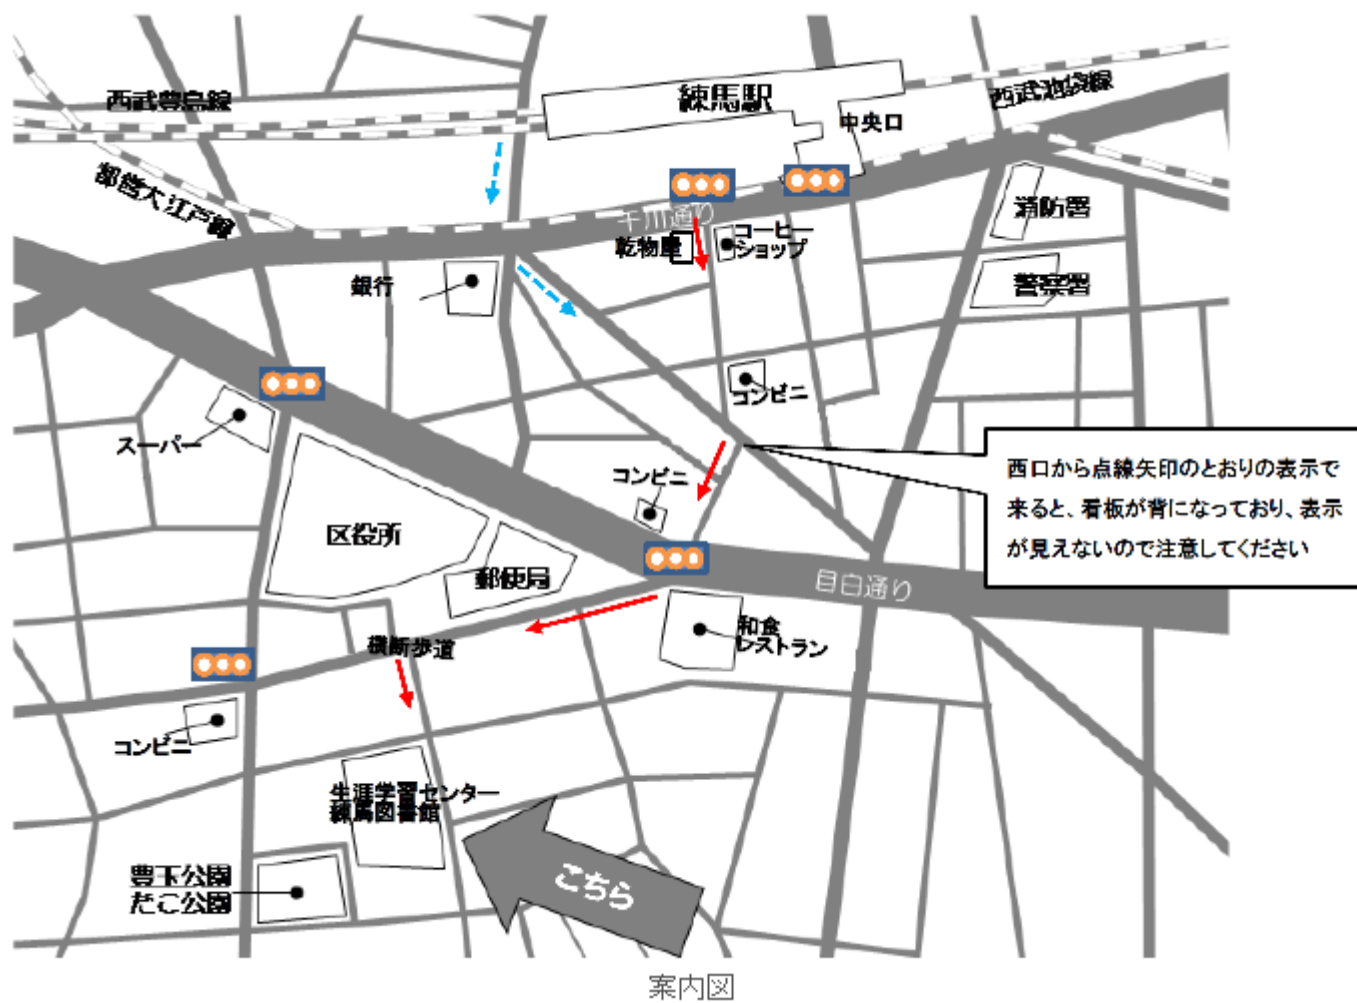 西武豊島線
練馬駅
西武池袋線
中央口
都営大江戸線
千川通り
消防署
乾物屋
コーヒー
ショップ
警察署
銀行
コンビニ
スーパー
コンビニ
西口から点線矢印のとおりの表示で
来ると、看板が背になっており、表示
が見えないので注意してください
区役所
郵便局
目白通り
和食
レストラン
横断歩道
コンビニ
生涯学習センター
練馬図書館
豊玉公園
たこ公園
こちら
案内図